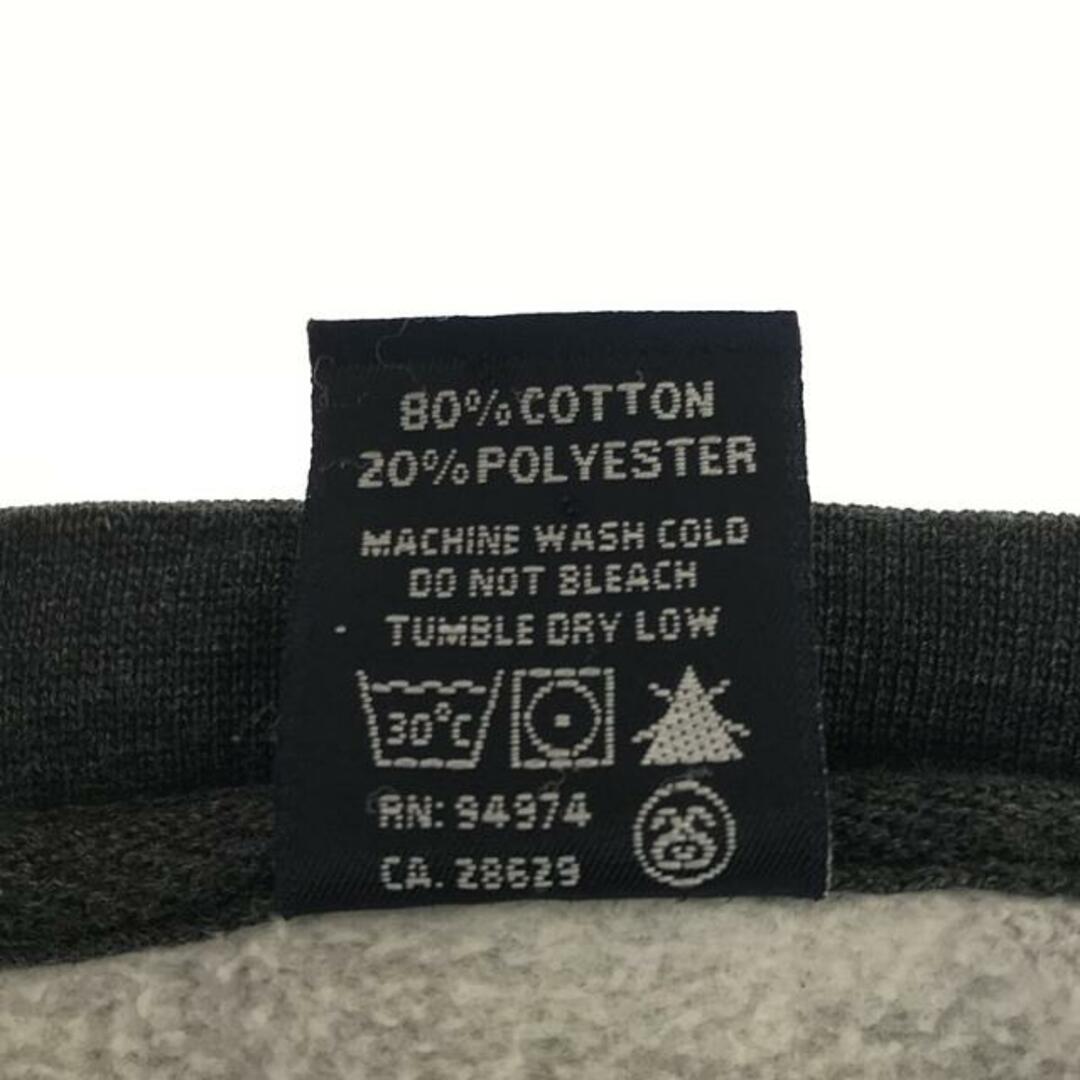 80% COTTON
20% POLYESTER
MACHINE WASH COLD
DO NOT BLEACH
TUMBLE DRY LOW
30°C
RN: 94974
CA. 28629